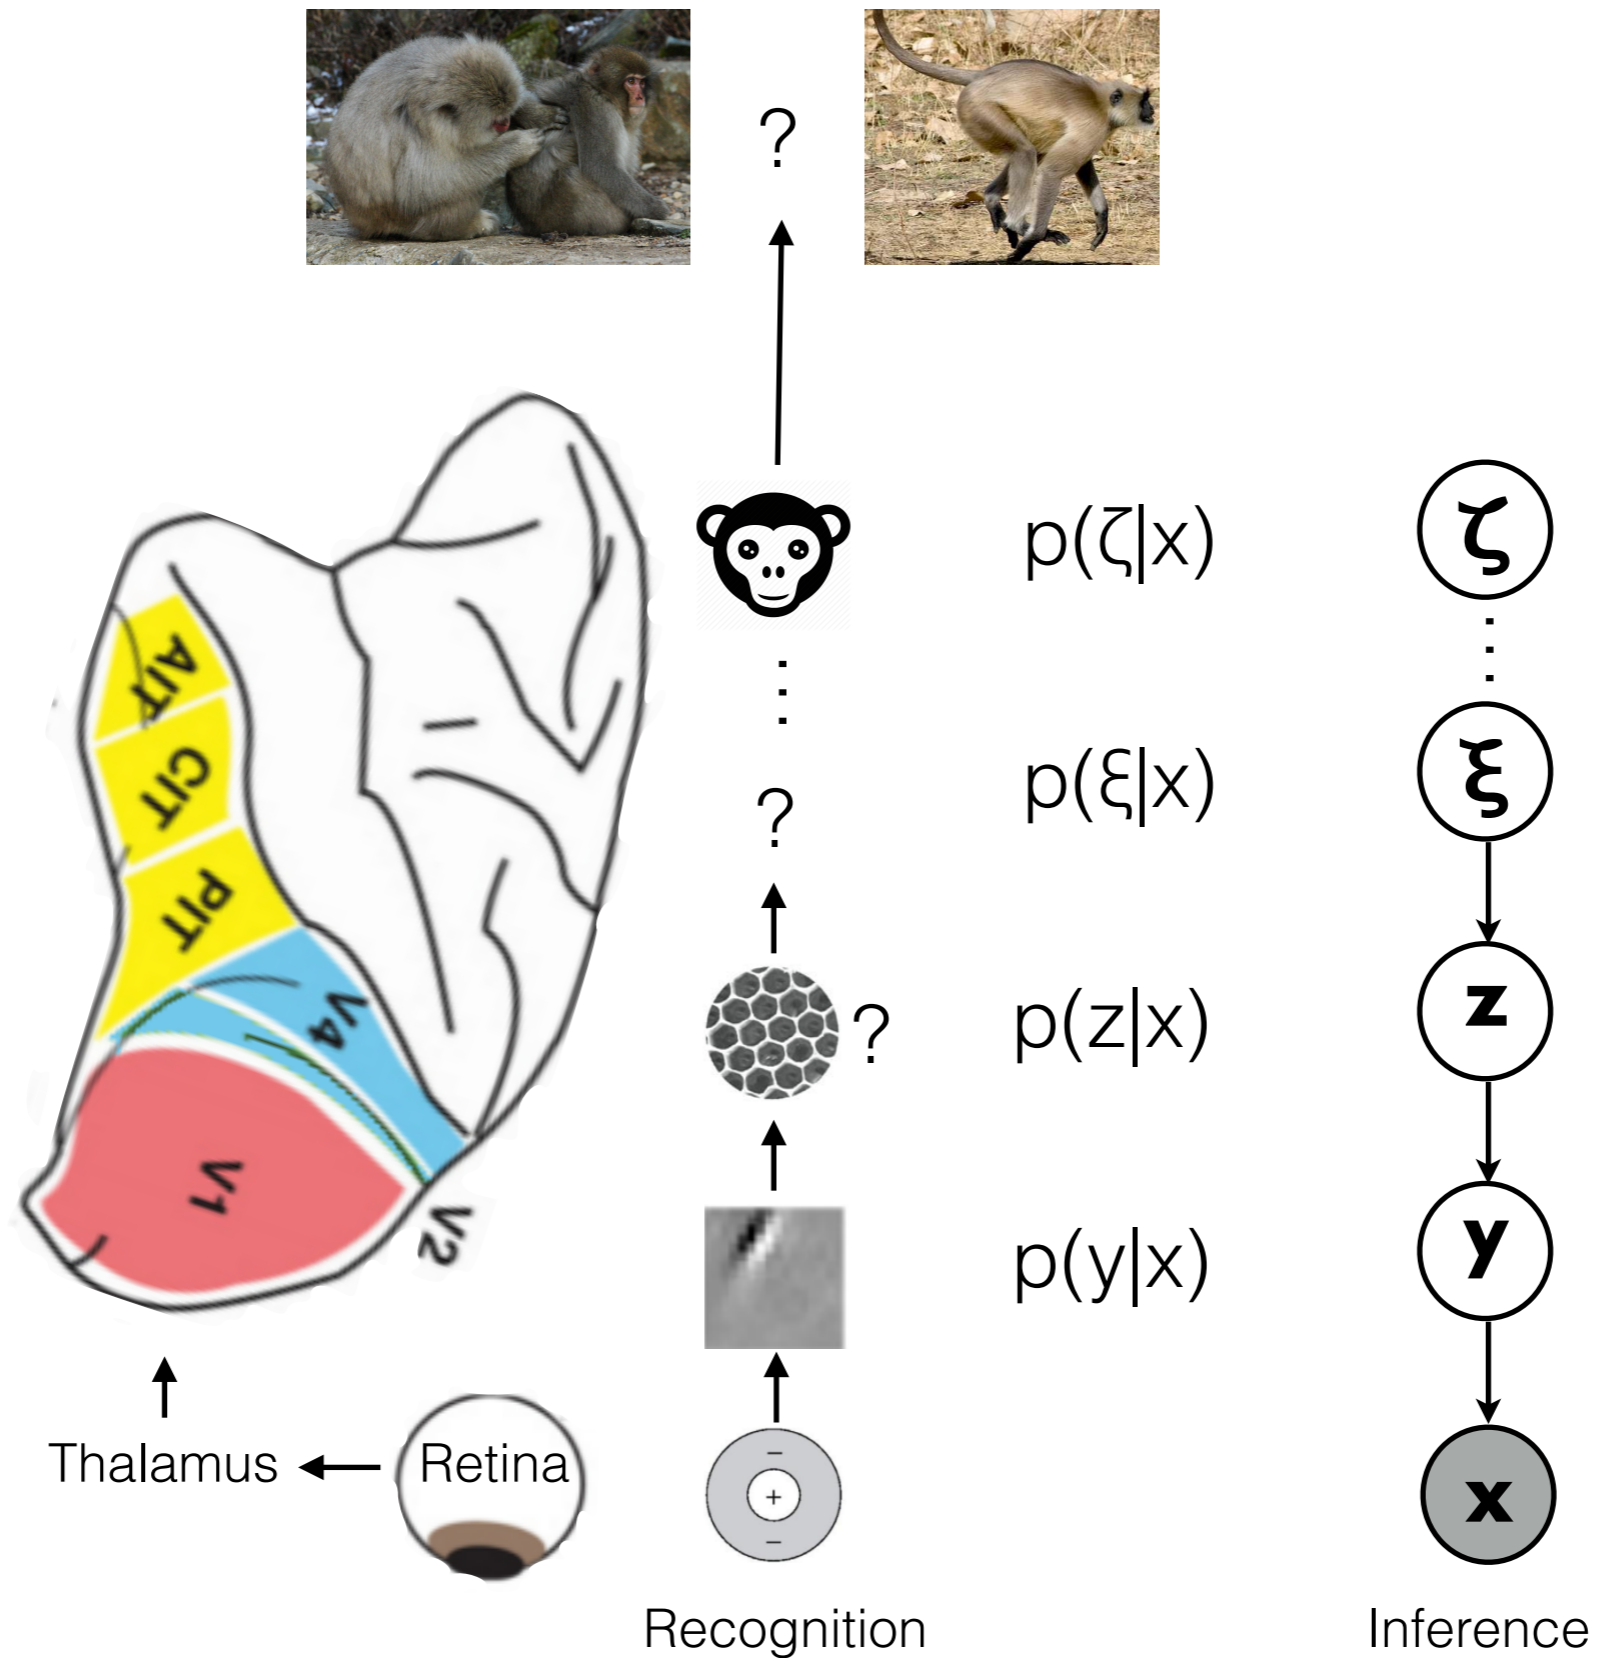 ?
p(ζ|x)
ζ
AIT
CIT
?
p(ξ|x)
ξ
PIT
V4
?
p(z|x)
z
V1
V2
p(y|x)
y
Thalamus
Retina
−
+
−
x
Recognition
Inference